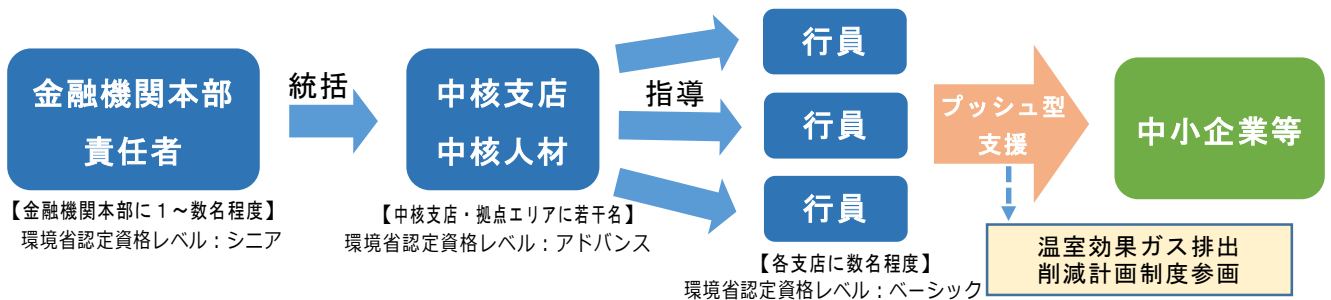 金融機関本部
責任者
【金融機関本部に１～数名程度】
環境省認定資格レベル：シニア
統括
中核支店
中核人材
【中核支店・拠点エリアに若干名】
環境省認定資格レベル：アドバンス
指導
行員
行員
行員
【各支店に数名程度】
環境省認定資格レベル：ベーシック
プッシュ型
支援
中小企業等
温室効果ガス排出
削減計画制度参画